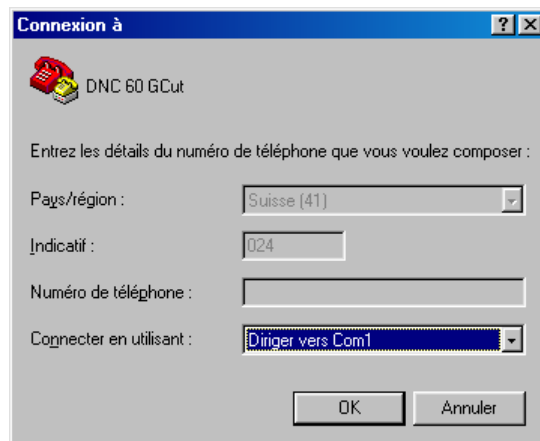 Connexion à
DNC 60 GCut
Entrez les détails du numéro de téléphone que vous voulez composer :
Pays/région : Suisse (41)
Indicatif : 024
Numéro de téléphone :
Connecter en utilisant : Diriger vers Com1
OK Annuler